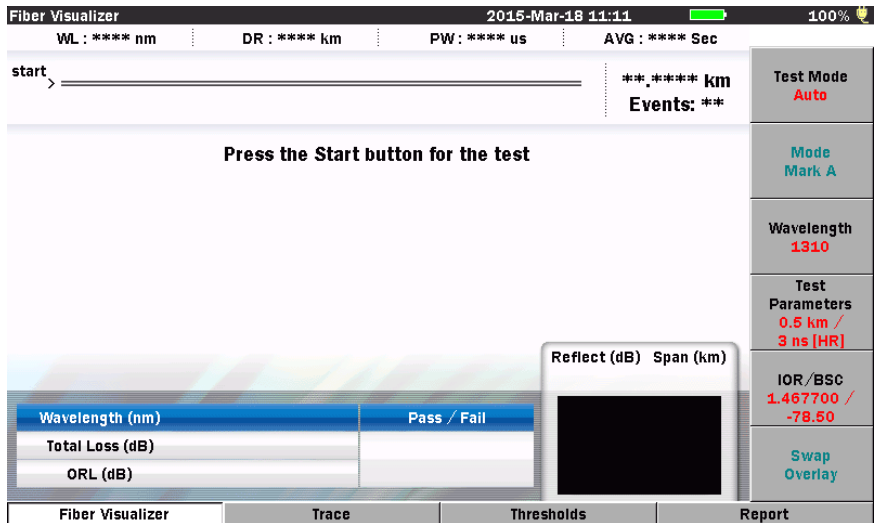 Fiber Visualizer 2015-Mar-18 11:11 100%
WL : **** nm DR : **** km PW : **** us AVG : **** Sec
start
**.**** km
Events: **
Press the Start button for the test
Reflect (dB) Span (km)
Wavelength (nm) Pass / Fail
Total Loss (dB)
ORL (dB)
Test Mode
Auto
Mode
Mark A
Wavelength
1310
Test
Parameters
0.5 km /
3 ns [HR]
IOR/BSC
1.467700 /
-78.50
Swap
Overlay
Fiber Visualizer Trace Thresholds Report